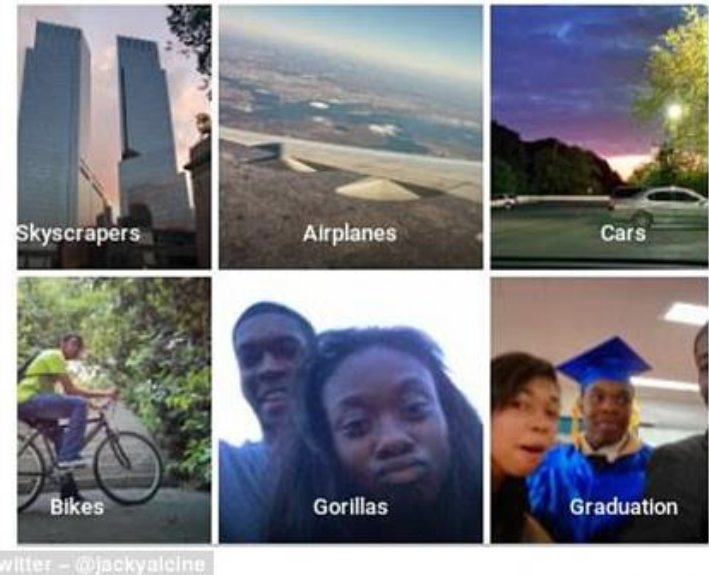 Skyscrapers
Airplanes
Cars
Bikes
Gorillas
Graduation
witter – @jackyalcine